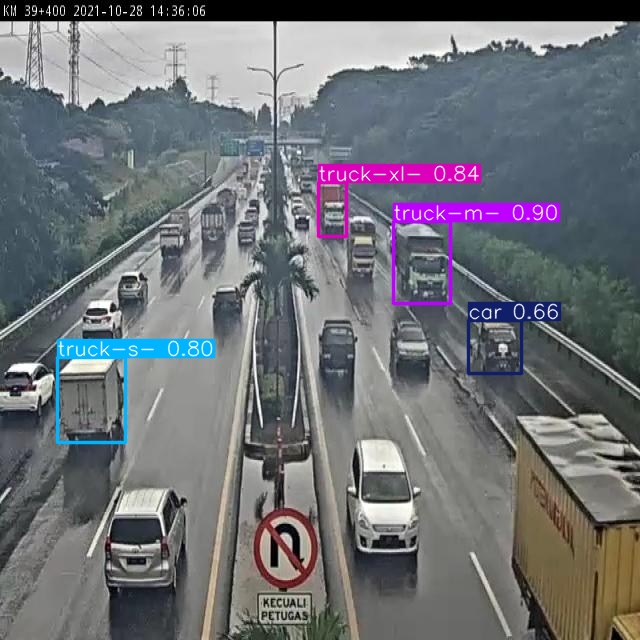 KM 39+400 2021-10-28 14:36:06
truck-xl- 0.84
truck-m- 0.90
car 0.66
truck-s- 0.80
KECUALI
PETUGAS